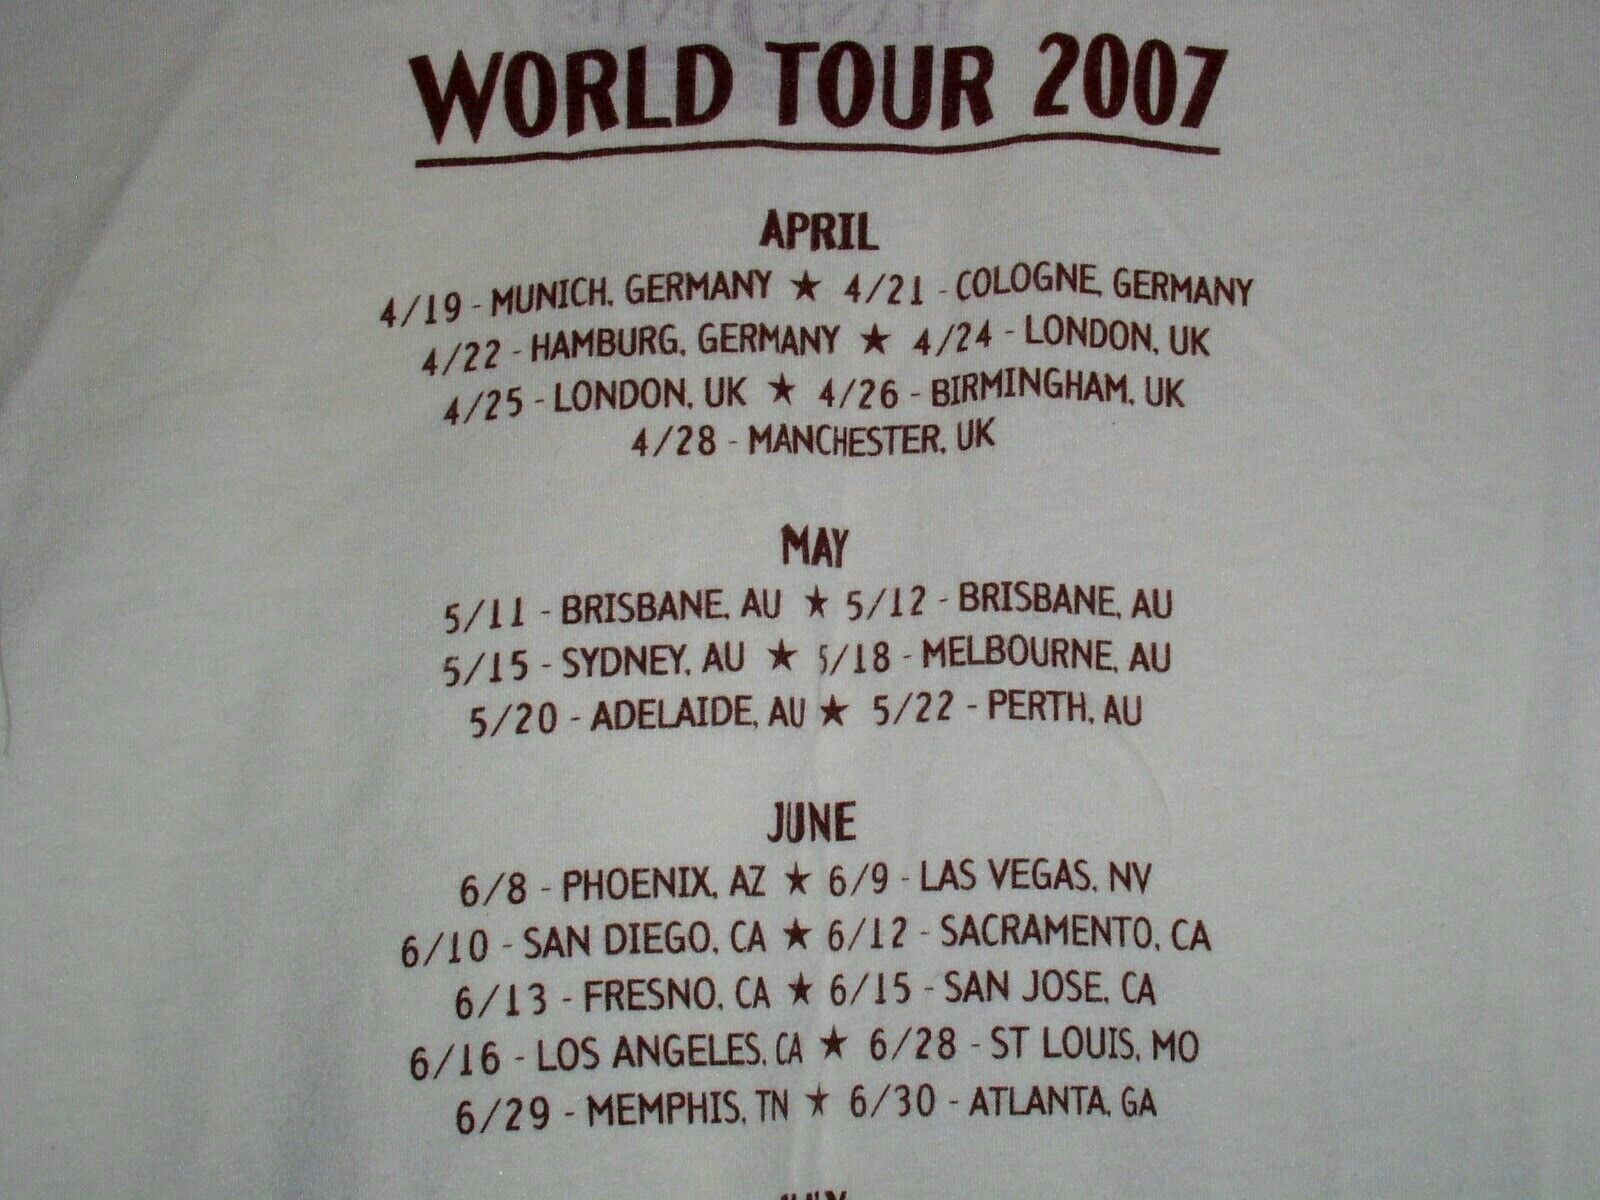 WORLD TOUR 2007
APRIL
4/19 - MUNICH, GERMANY ★ 4/21 - COLOGNE, GERMANY
4/22 - HAMBURG, GERMANY ★ 4/24 - LONDON, UK
4/25 - LONDON, UK ★ 4/26 - BIRMINGHAM, UK
4/28 - MANCHESTER, UK
MAY
5/11 - BRISBANE, AU ★ 5/12 - BRISBANE, AU
5/15 - SYDNEY, AU ★ 5/18 - MELBOURNE, AU
5/20 - ADELAIDE, AU ★ 5/22 - PERTH, AU
JUNE
6/8 - PHOENIX, AZ ★ 6/9 - LAS VEGAS, NV
6/10 - SAN DIEGO, CA ★ 6/12 - SACRAMENTO, CA
6/13 - FRESNO, CA ★ 6/15 - SAN JOSE, CA
6/16 - LOS ANGELES, CA ★ 6/28 - ST LOUIS, MO
6/29 - MEMPHIS, TN ★ 6/30 - ATLANTA, GA